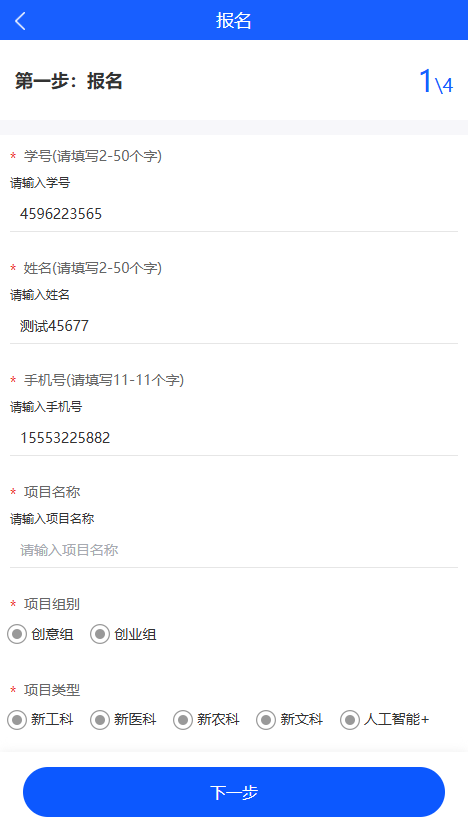 报名
第一步：报名
1\4
* 学号(请填写2-50个字)
请输入学号
4596223565
* 姓名(请填写2-50个字)
请输入姓名
测试45677
* 手机号(请填写11-11个字)
请输入手机号
15553225882
* 项目名称
请输入项目名称
请输入项目名称
* 项目组别
创意组 创业组
* 项目类型
新工科 新医科 新农科 新文科 人工智能+
下一步